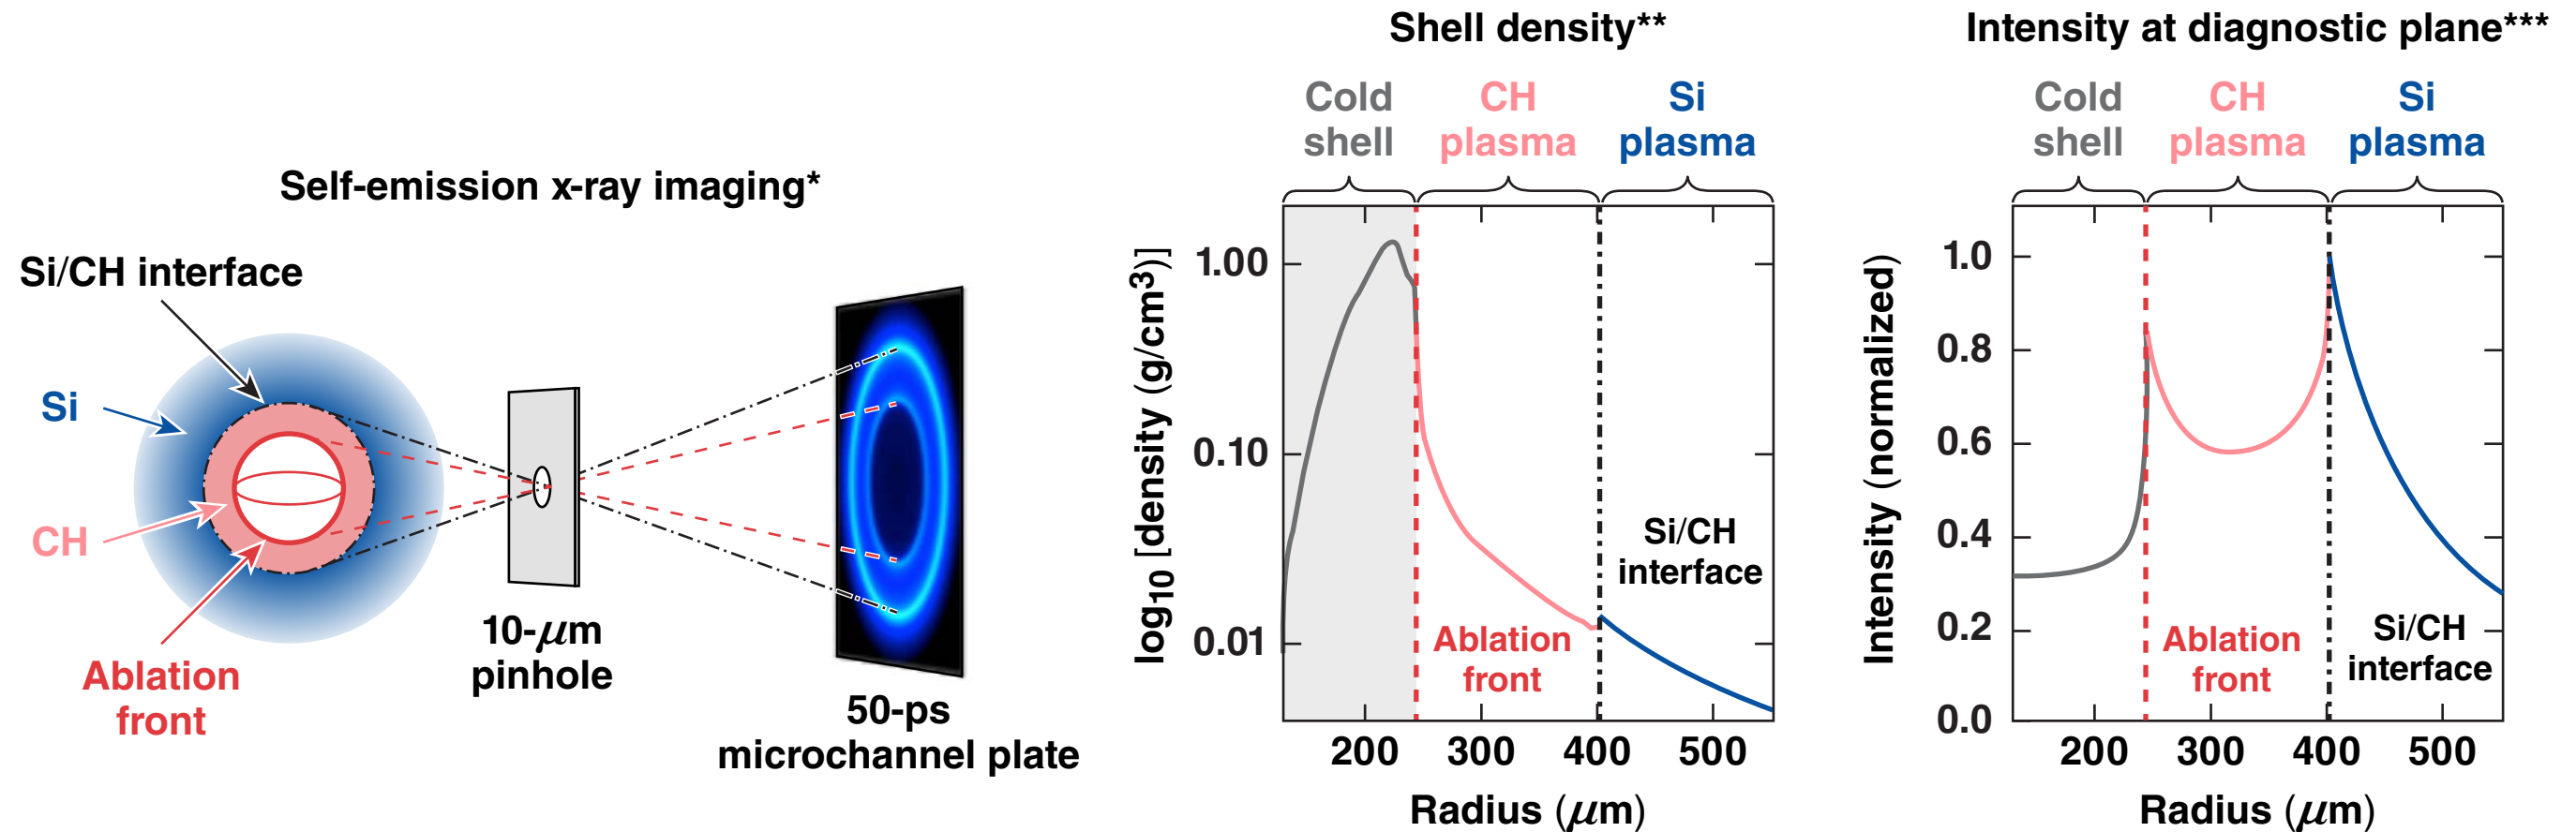 Self-emission x-ray imaging*
Si/CH interface
Si
CH
Ablation
front
10-μm
pinhole
50-ps
microchannel plate
Shell density**
Cold
shell
CH
plasma
Si
plasma
log10 [density (g/cm3)]
1.00
0.10
0.01
Ablation
front
Si/CH
interface
200 300 400 500
Radius (μm)
Intensity at diagnostic plane***
Cold
shell
CH
plasma
Si
plasma
Intensity (normalized)
1.0
0.8
0.6
0.4
0.2
0.0
Ablation
front
Si/CH
interface
200 300 400 500
Radius (μm)